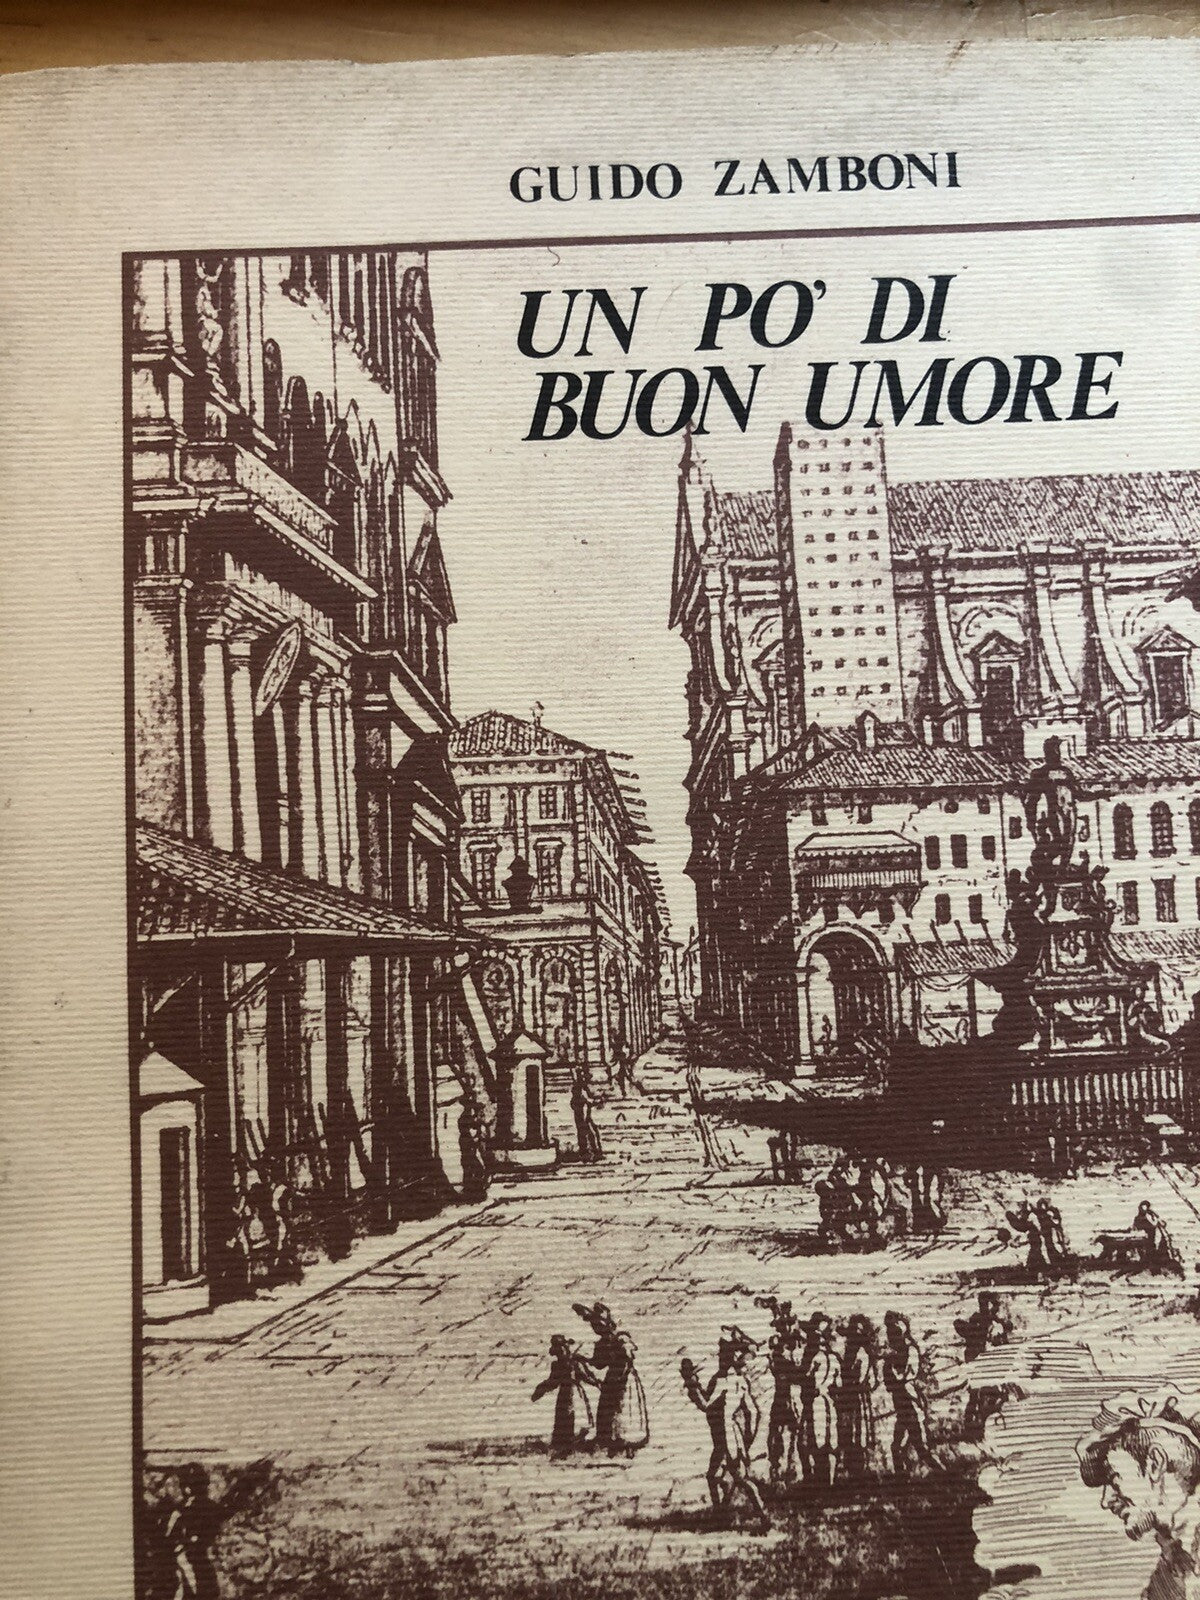 GUIDO ZAMBONI
UN PO' DI
BUON UMORE